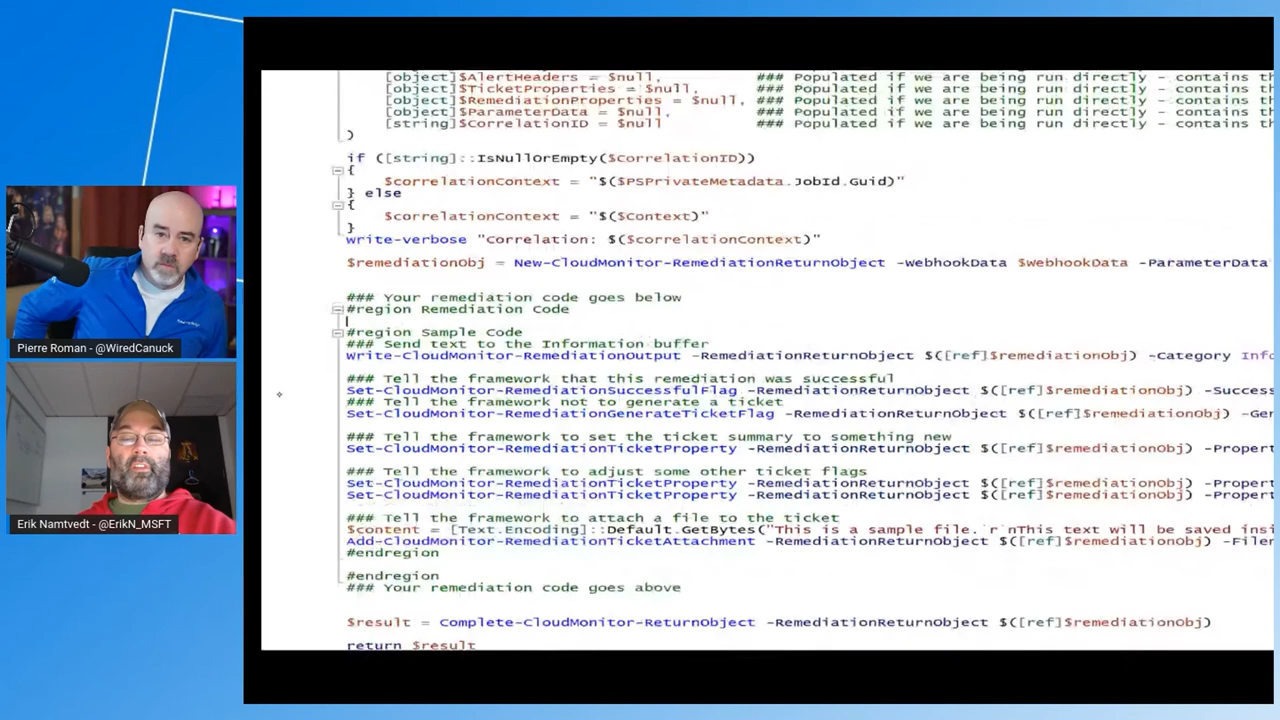 [object]$AlertHeaders = $null, ### Populated if we are being run directly - contains th
[object]$TicketProperties = $null, ### Populated if we are being run directly - contains th
[object]$RemediationProperties = $null, ### Populated if we are being run directly - contains th
[object]$ParameterData = $null, ### Populated if we are being run directly - contains th
[string]$CorrelationID = $null ### Populated if we are being run directly - contains th
)
if ([string]::IsNullOrEmpty($CorrelationID))
{
$correlationContext = "$($PSPrivateMetadata.JobId.Guid)"
} else
{
$correlationContext = "$($Context)"
}
write-verbose "Correlation: $($correlationContext)"
$remediationObj = New-CloudMonitor-RemediationReturnObject -webhookData $webhookData -ParameterData
### Your remediation code goes below
#region Remediation Code
#region Sample Code
### Send text to the Information buffer
Write-CloudMonitor-RemediationOutput -RemediationReturnObject $([ref]$remediationObj) -Category Info
### Tell the framework that this remediation was successful
Set-CloudMonitor-RemediationSuccessfulFlag -RemediationReturnObject $([ref]$remediationObj) -Success
### Tell the framework not to generate a ticket
Set-CloudMonitor-RemediationGenerateTicketFlag -RemediationReturnObject $([ref]$remediationObj) -Gen
### Tell the framework to set the ticket summary to something new
Set-CloudMonitor-RemediationTicketProperty -RemediationReturnObject $([ref]$remediationObj) -Propert
### Tell the framework to adjust some other ticket flags
Set-CloudMonitor-RemediationTicketProperty -RemediationReturnObject $([ref]$remediationObj) -Propert
Set-CloudMonitor-RemediationTicketProperty -RemediationReturnObject $([ref]$remediationObj) -Propert
### Tell the framework to attach a file to the ticket
$content = [Text.Encoding]::Default.GetBytes("This is a sample file.`r`nThis text will be saved insi
Add-CloudMonitor-RemediationTicketAttachment -RemediationReturnObject $([ref]$remediationObj) -Filen
#endregion
#endregion
### Your remediation code goes above
$result = Complete-CloudMonitor-ReturnObject -RemediationReturnObject $([ref]$remediationObj)
return $result
Pierre Roman - @WiredCanuck
Erik Namtvedt - @ErikN_MSFT